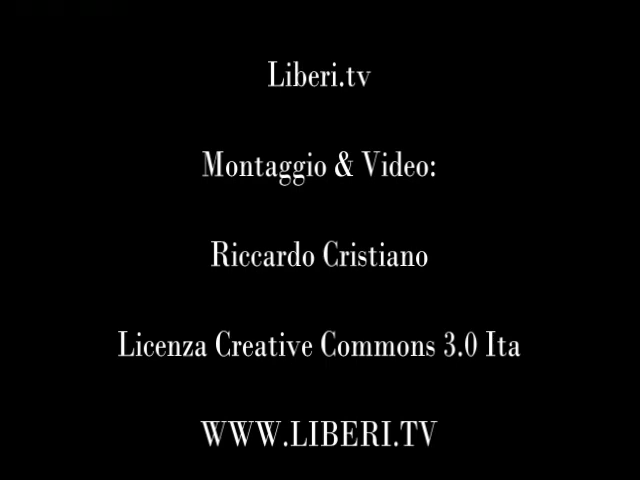 Liberi.tv
Montaggio & Video:
Riccardo Cristiano
Licenza Creative Commons 3.0 Ita
WWW.LIBERI.TV